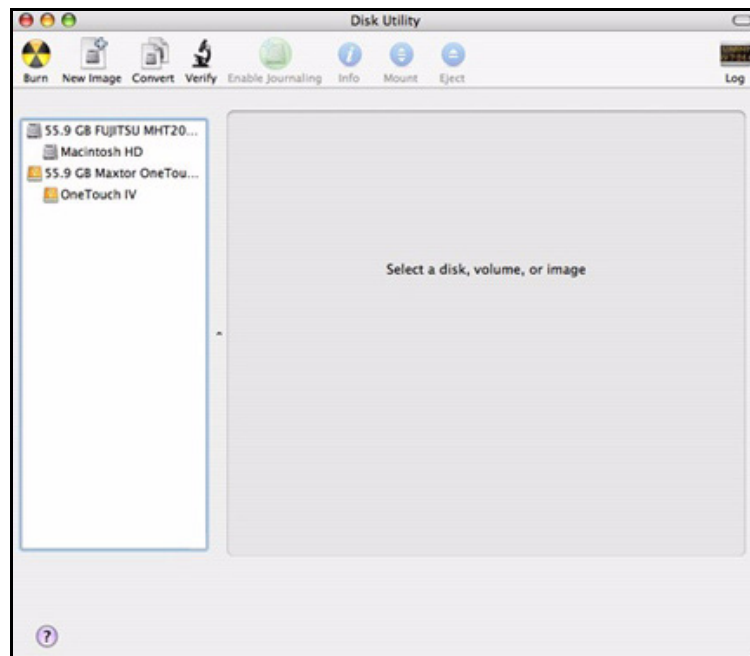 Disk Utility
Burn New Image Convert Verify Enable Journaling Info Mount Eject Log
55.9 GB FUJITSU MHT20...
Macintosh HD
55.9 GB Maxtor OneTou...
OneTouch IV
Select a disk, volume, or image
?